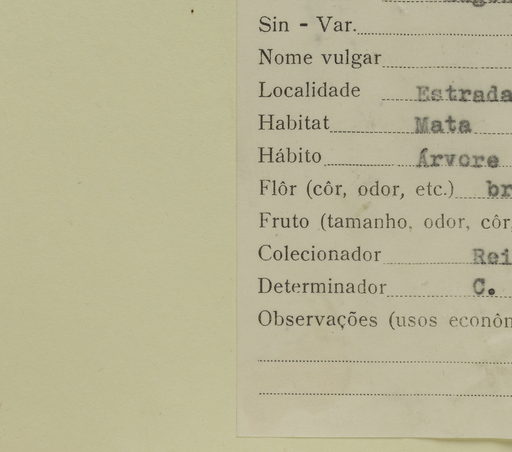 Sin - Var.
Nome vulgar
Localidade Estrada
Habitat Mata
Hábito Árvore
Flôr (côr, odor, etc.) br
Fruto (tamanho, odor, côr,
Colecionador Rei
Determinador C.
Observações (usos econôm